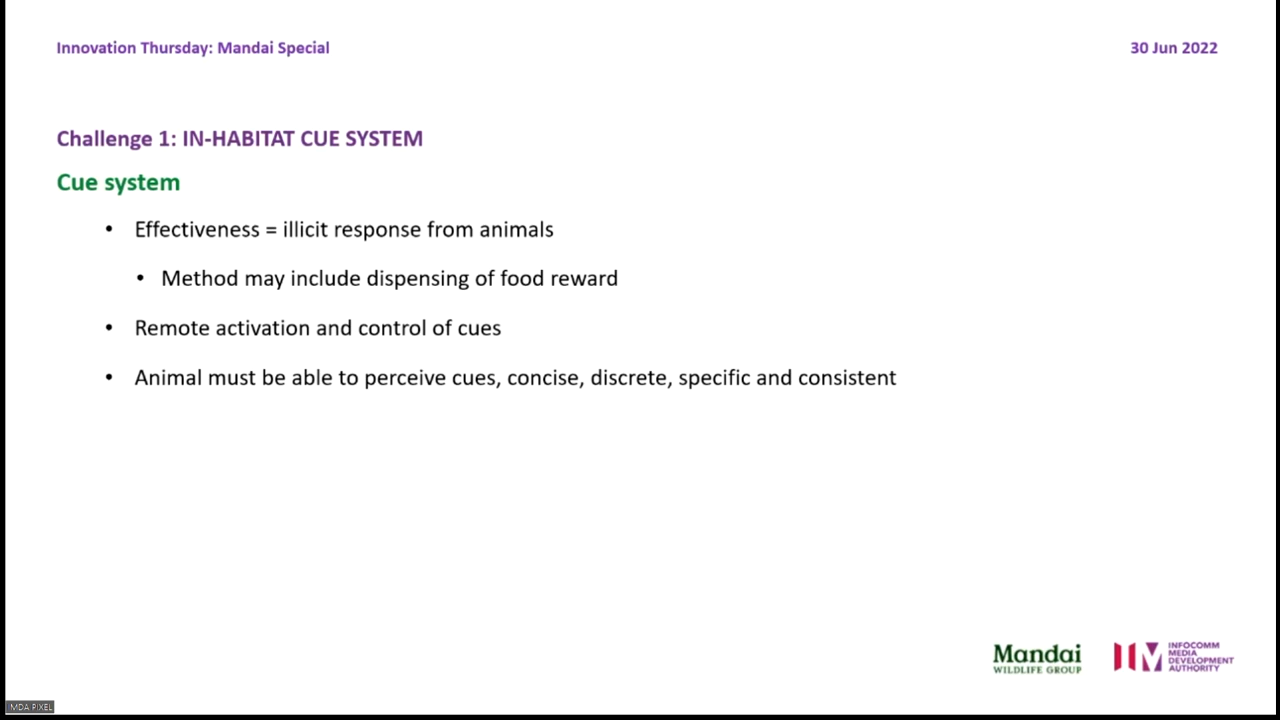 Innovation Thursday: Mandai Special
30 Jun 2022
Challenge 1: IN-HABITAT CUE SYSTEM
Cue system
• Effectiveness = illicit response from animals
• Method may include dispensing of food reward
• Remote activation and control of cues
• Animal must be able to perceive cues, concise, discrete, specific and consistent
Mandai
WILDLIFE GROUP
INFOCOMM
MEDIA
DEVELOPMENT
AUTHORITY
IMDA PIXEL